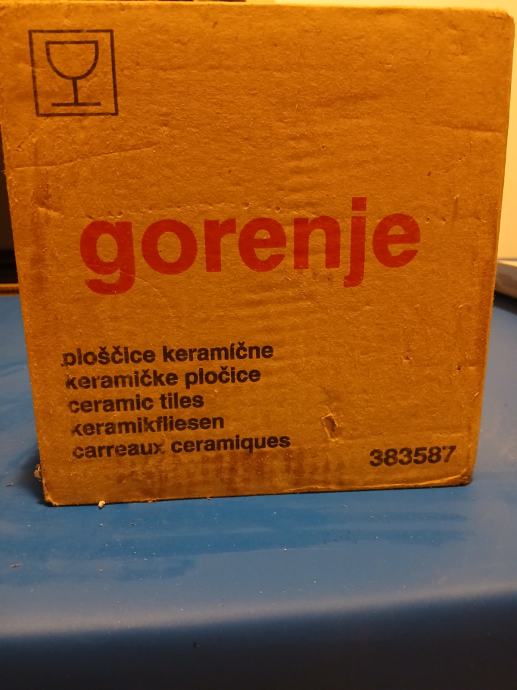 gorenje
ploščice keramične
keramičke pločice
ceramic tiles
keramikfliesen
carreaux ceramiques
383587